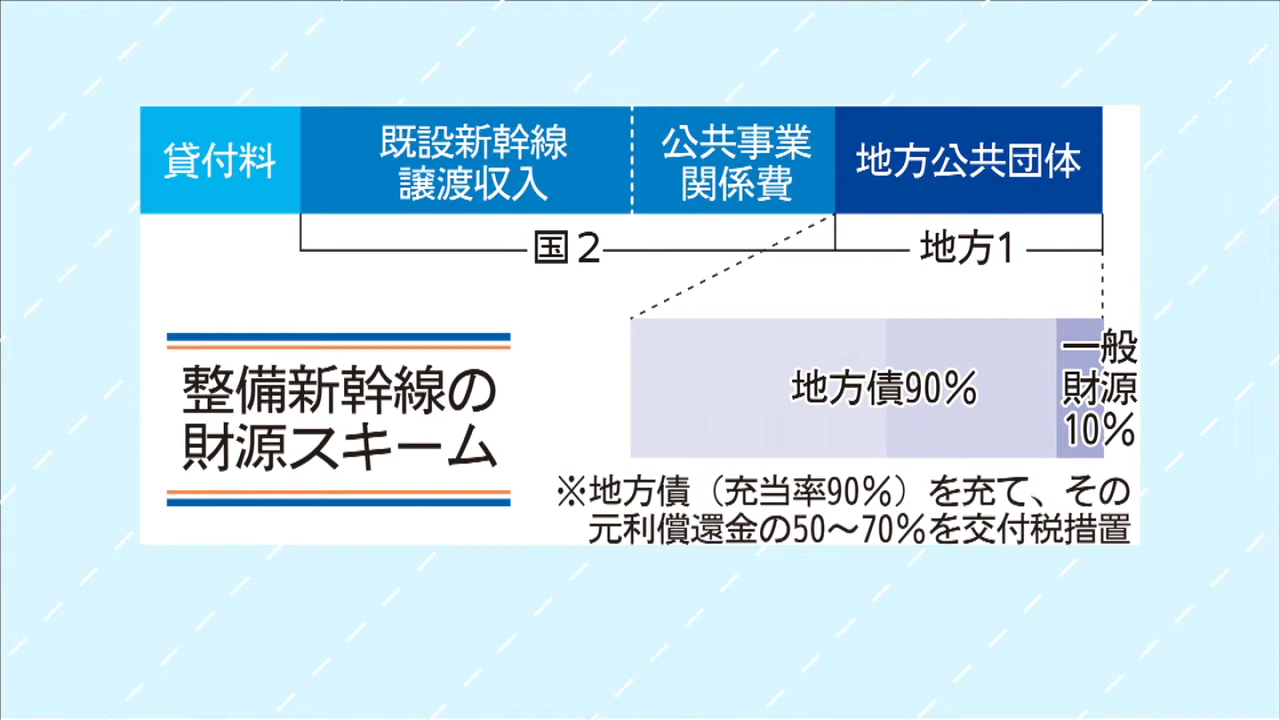 貸付料
既設新幹線
譲渡収入
公共事業
関係費
地方公共団体
国2
地方1
整備新幹線の
財源スキーム
地方債90%
一般
財源
10%
※地方債（充当率90%）を充て、その
元利償還金の50～70%を交付税措置